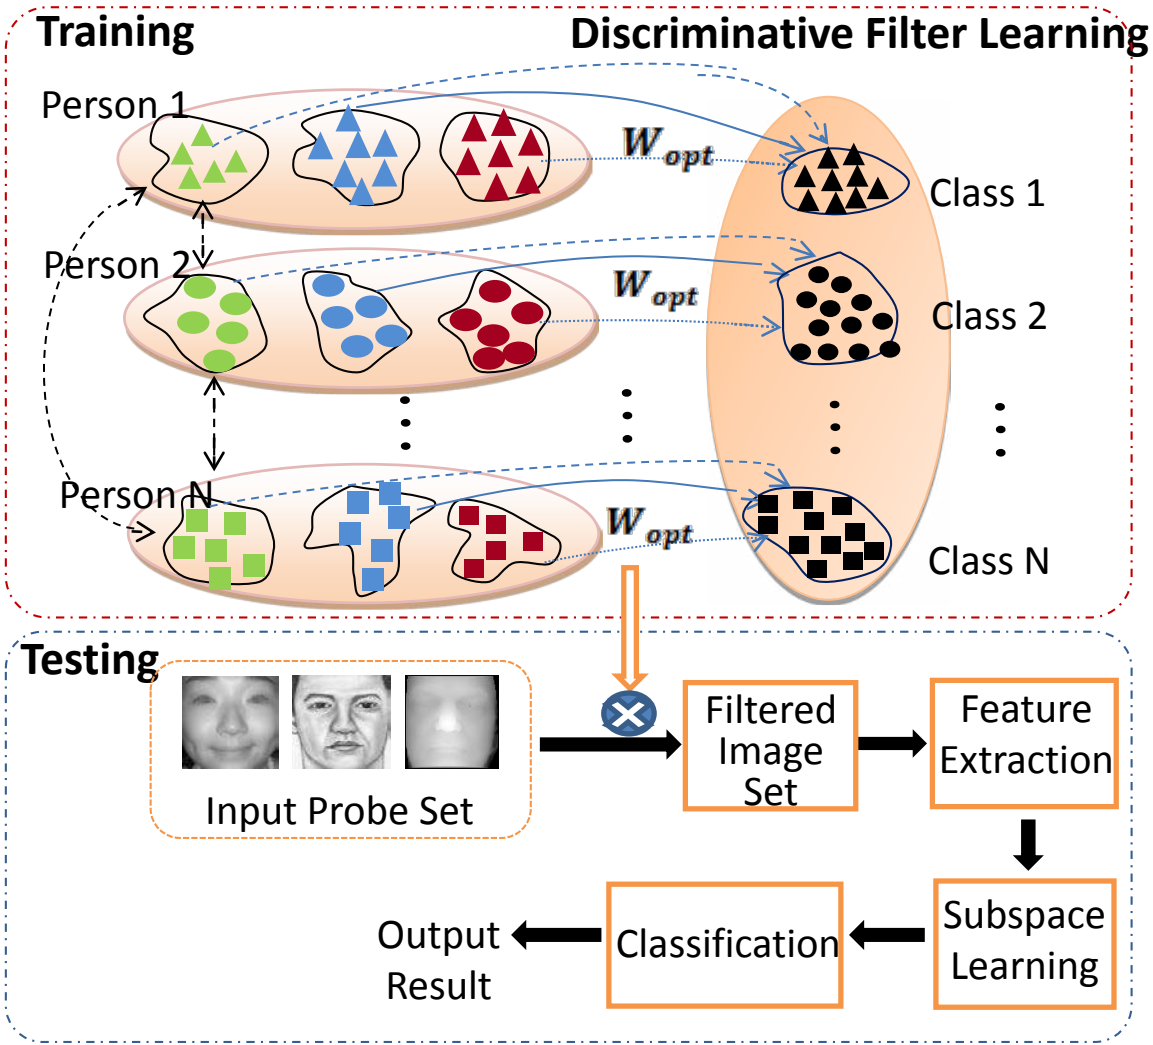 Training
Discriminative Filter Learning
Person 1
W_opt
Class 1
Person 2
W_opt
Class 2
Person N
W_opt
Class N
Testing
Input Probe Set
Filtered
Image
Set
Feature
Extraction
Subspace
Learning
Classification
Output
Result